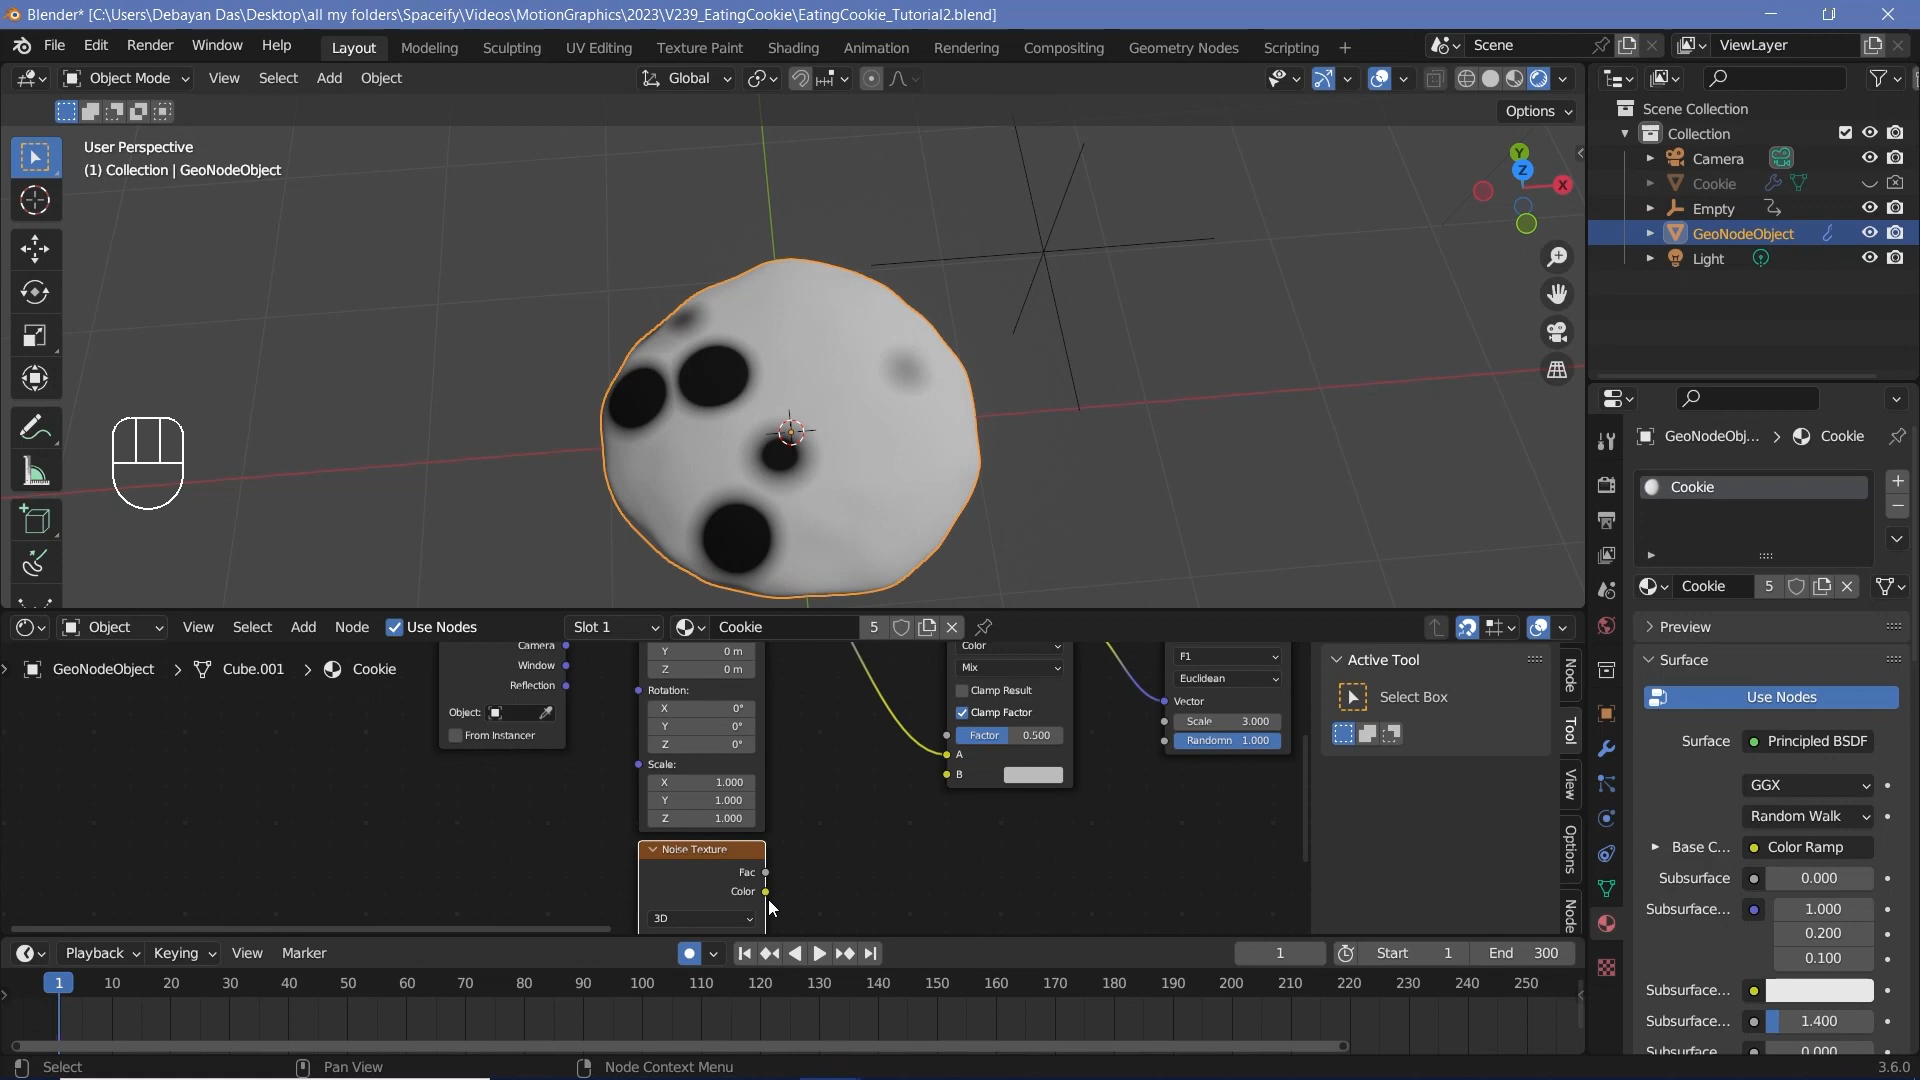 Blender* [C:\Users\Debayan Das\Desktop\all my folders\Spaceify\Videos\MotionGraphics\2023\V239_EatingCookie\EatingCookie_Tutorial2.blend]
File Edit Render Window Help
Layout Modeling Sculpting UV Editing Texture Paint Shading Animation Rendering Compositing Geometry Nodes Scripting +
Scene
ViewLayer
Object Mode View Select Add Object
Global
Options
User Perspective
(1) Collection | GeoNodeObject
Y
Z
X
Scene Collection
Collection
Camera
Cookie
Empty
GeoNodeObject
Light
GeoNodeObj... > Cookie
Cookie
Cookie 5
Preview
Surface
Use Nodes
Surface Principled BSDF
GGX
Random Walk
Base C... Color Ramp
Subsurface 0.000
Subsurface... 1.000
0.200
0.100
Subsurface...
Subsurface... 1.400
Subsurface 0.000
Object View Select Add Node Use Nodes Slot 1 Cookie 5
GeoNodeObject > Cube.001 > Cookie
Camera
Window
Reflection
Object:
From Instancer
Y 0 m
Z 0 m
Rotation:
X 0°
Y 0°
Z 0°
Scale:
X 1.000
Y 1.000
Z 1.000
Noise Texture
Fac
Color
3D
Color
Mix
Clamp Result
Clamp Factor
Factor 0.500
A
B
F1
Euclidean
Vector
Scale 3.000
Randomn 1.000
Active Tool
Select Box
Node
Tool
View
Options
Node
Playback Keying View Marker
1
Start 1
End 300
1 10 20 30 40 50 60 70 80 90 100 110 120 130 140 150 160 170 180 190 200 210 220 230 240 250
Select
Pan View
Node Context Menu
3.6.0